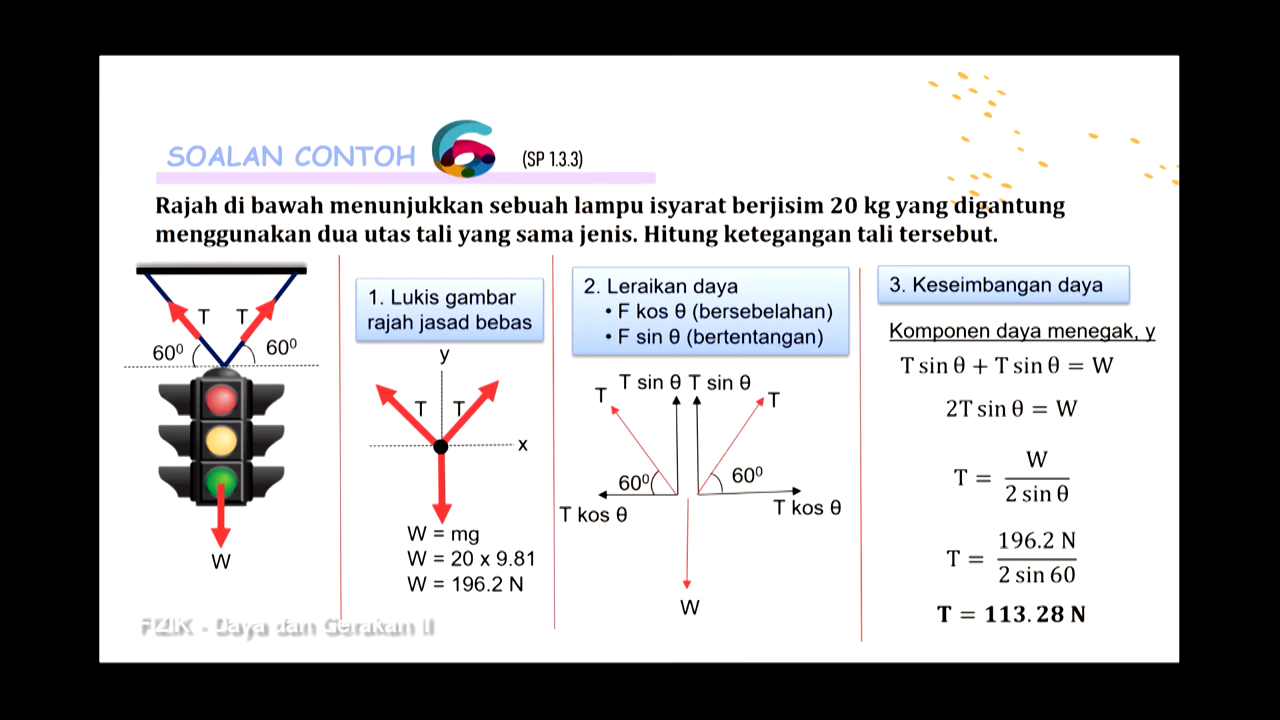 SOALAN CONTOH 6 (SP 1.3.3)
Rajah di bawah menunjukkan sebuah lampu isyarat berjisim 20 kg yang digantung
menggunakan dua utas tali yang sama jenis. Hitung ketegangan tali tersebut.
T T
60⁰ 60⁰
W
1. Lukis gambar
rajah jasad bebas
y
T T
x
W = mg
W = 20 x 9.81
W = 196.2 N
2. Leraikan daya
• F kos θ (bersebelahan)
• F sin θ (bertentangan)
T sin θ T sin θ
T T
60⁰ 60⁰
T kos θ T kos θ
W
3. Keseimbangan daya
Komponen daya menegak, y
T sin θ + T sin θ = W
2T sin θ = W
T = W / 2 sin θ
T = 196.2 N / 2 sin 60
T = 113.28 N
FIZIK - Daya dan Gerakan II